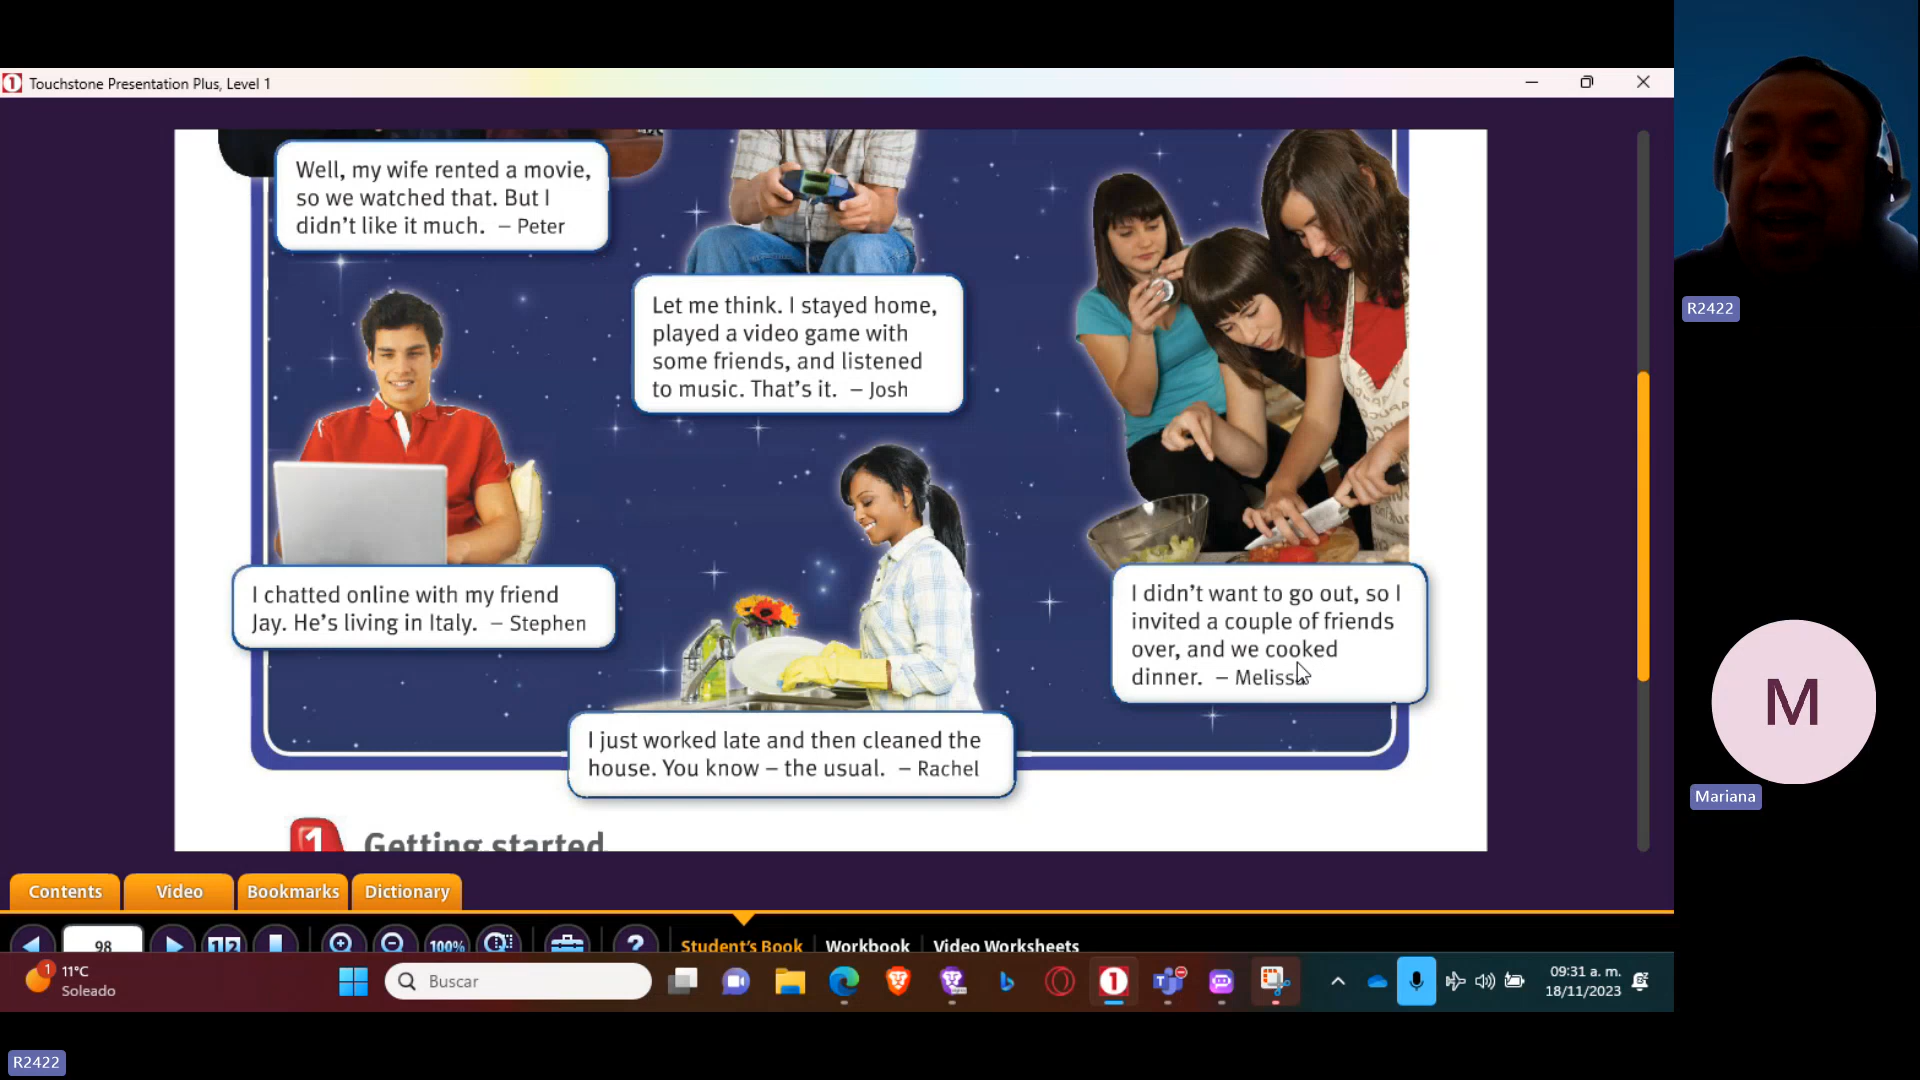 Touchstone Presentation Plus, Level 1
Well, my wife rented a movie,
so we watched that. But I
didn't like it much. – Peter
Let me think. I stayed home,
played a video game with
some friends, and listened
to music. That's it. – Josh
I chatted online with my friend
Jay. He's living in Italy. – Stephen
I didn't want to go out, so I
invited a couple of friends
over, and we cooked
dinner. – Melissa
I just worked late and then cleaned the
house. You know – the usual. – Rachel
1 Getting started
Contents Video Bookmarks Dictionary
98 12 100% ? Student's Book Workbook Video Worksheets
1 11°C
Soleado
Buscar
09:31 a. m.
18/11/2023
R2422
M
Mariana
R2422